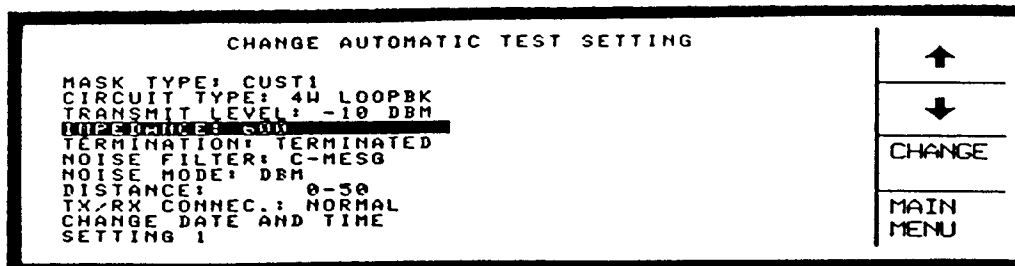 CHANGE AUTOMATIC TEST SETTING
MASK TYPE: CUST1
CIRCUIT TYPE: 4W LOOPBK
TRANSMIT LEVEL: -10 DBM
IMPEDANCE: 600
TERMINATION: TERMINATED
NOISE FILTER: C-MESG
NOISE MODE: DBM
DISTANCE: 0-50
TX/RX CONNEC.: NORMAL
CHANGE DATE AND TIME
SETTING 1
CHANGE
MAIN
MENU